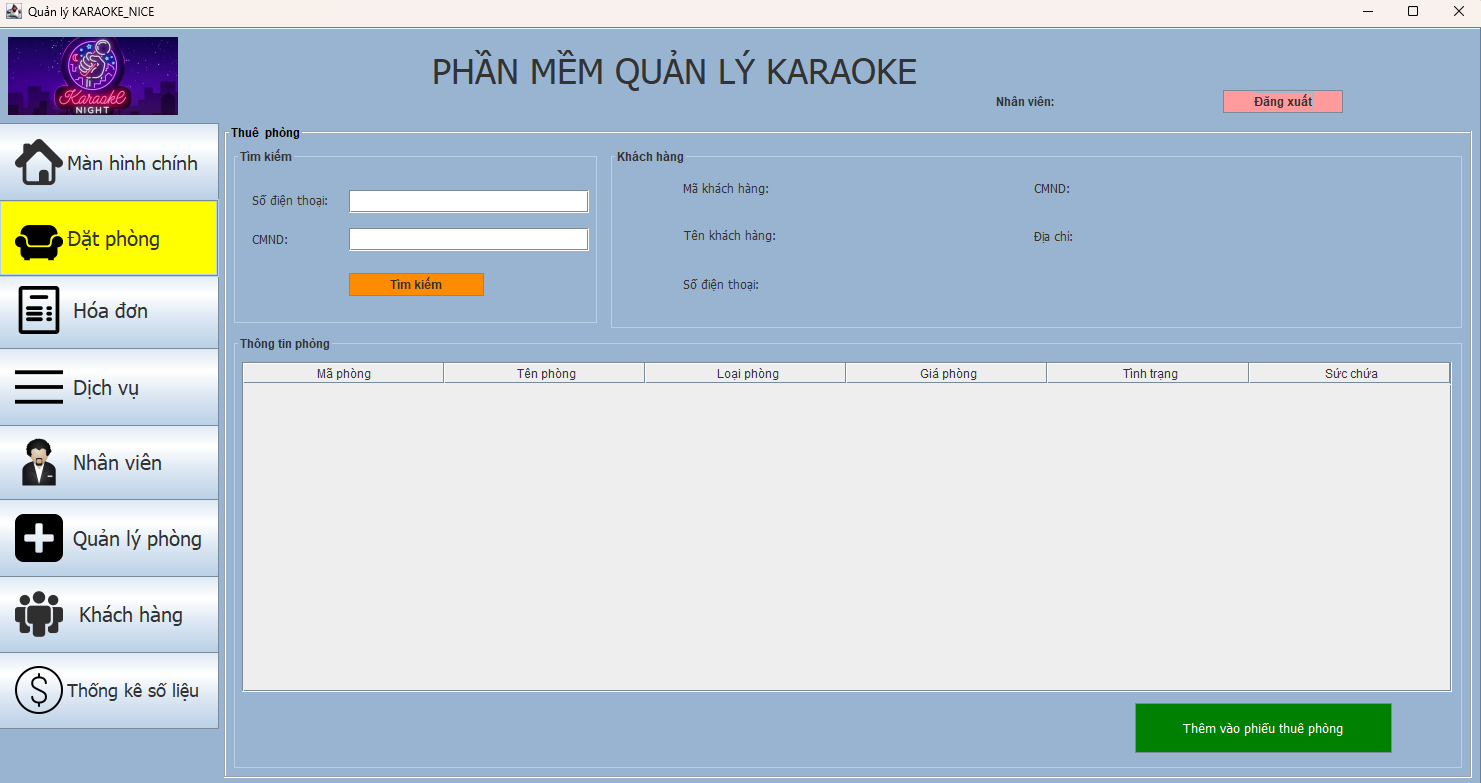 Quản lý KARAOKE_NICE
Karaoke
NIGHT
PHẦN MỀM QUẢN LÝ KARAOKE
Nhân viên:
Đăng xuất
Màn hình chính
Đặt phòng
Hóa đơn
Dịch vụ
Nhân viên
Quản lý phòng
Khách hàng
Thống kê số liệu
Thuê phòng
Tìm kiếm
Số điện thoại:
CMND:
Tìm kiếm
Khách hàng
Mã khách hàng:
CMND:
Tên khách hàng:
Địa chỉ:
Số điện thoại:
Thông tin phòng
Mã phòng Tên phòng Loại phòng Giá phòng Tình trạng Sức chứa
Thêm vào phiếu thuê phòng